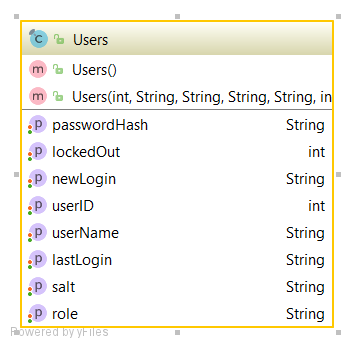 Users
Users()
Users(int, String, String, String, String, in
passwordHash String
lockedOut int
newLogin String
userID int
userName String
lastLogin String
salt String
role String
Powered by yFiles